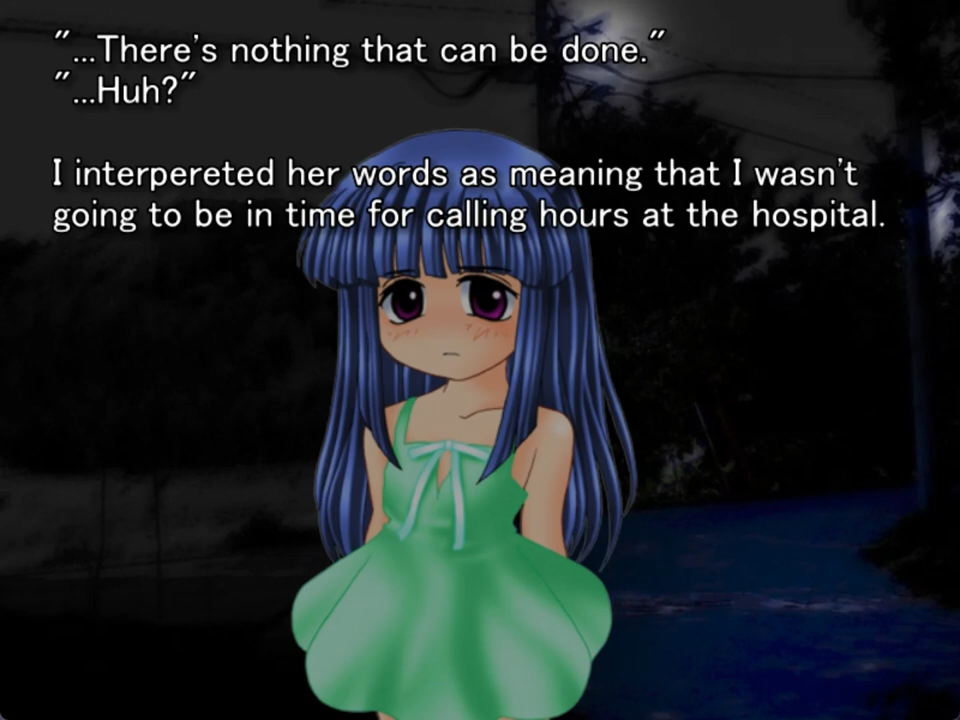 "...There's nothing that can be done."
"...Huh?"
I interpereted her words as meaning that I wasn't
going to be in time for calling hours at the hospital.